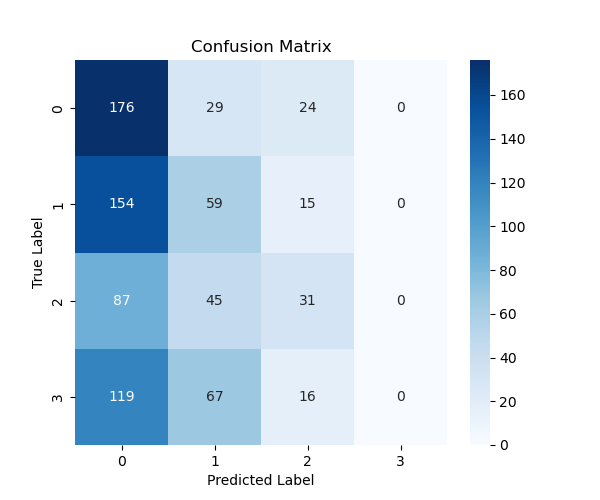 Confusion Matrix
0 176 29 24 0
1 154 59 15 0
2 87 45 31 0
3 119 67 16 0
0 1 2 3
Predicted Label
True Label
160
140
120
100
80
60
40
20
0